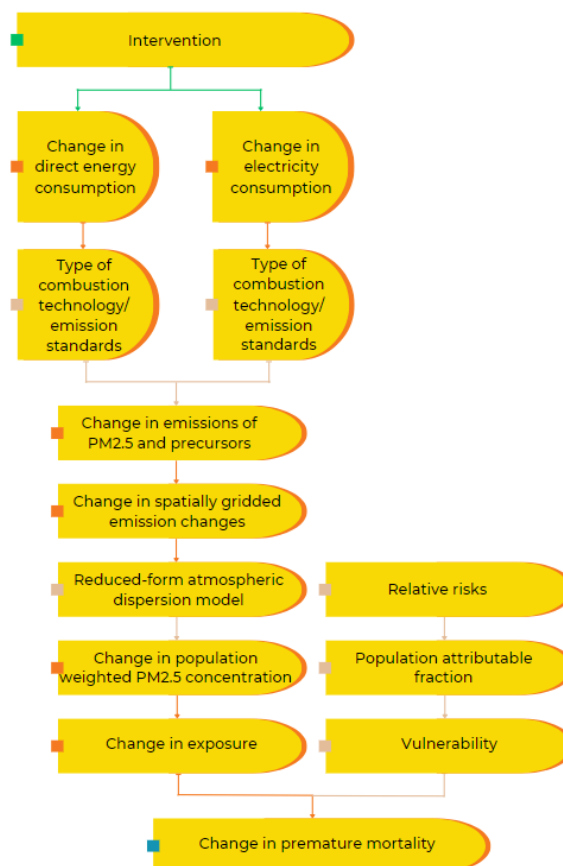 Intervention
Change in
direct energy
consumption
Change in
electricity
consumption
Type of
combustion
technology/
emission
standards
Type of
combustion
technology/
emission
standards
Change in emissions of
PM2.5 and precursors
Change in spatially gridded
emission changes
Reduced-form atmospheric
dispersion model
Relative risks
Change in population
weighted PM2.5 concentration
Population attributable
fraction
Change in exposure
Vulnerability
Change in premature mortality